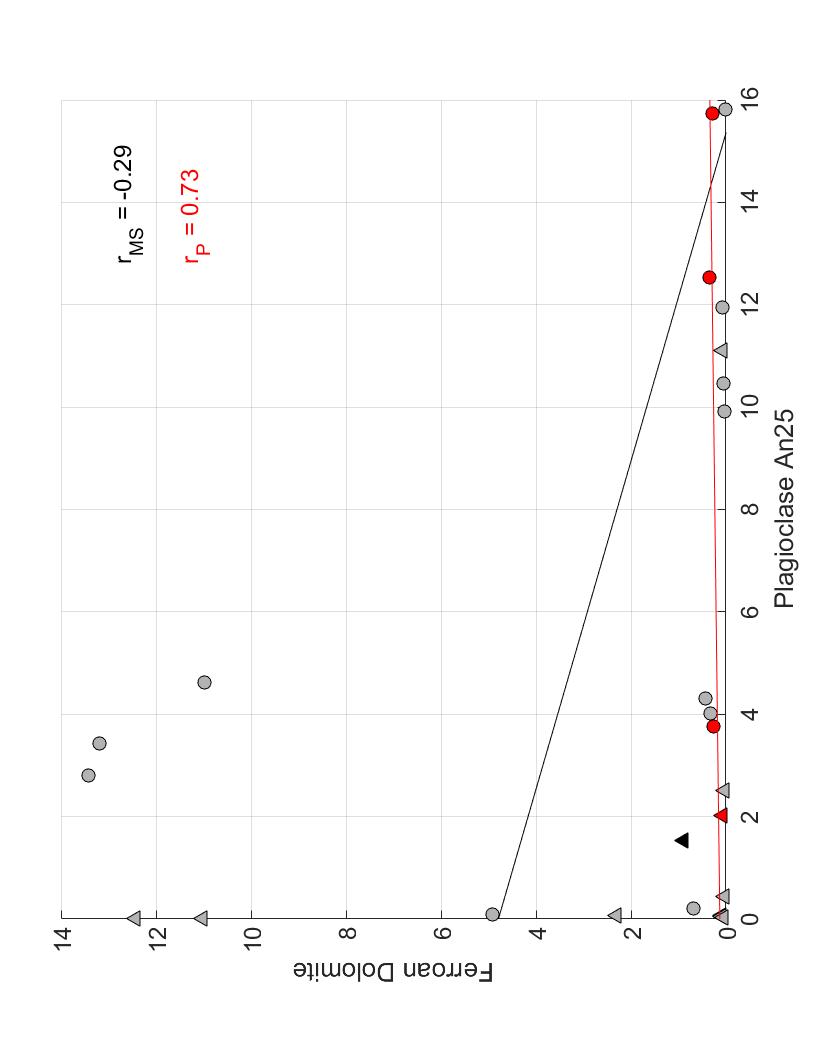 14
12
10
8
6
4
2
0
Ferroan Dolomite
r_MS = -0.29
r_P = 0.73
0 2 4 6 8 10 12 14 16
Plagioclase An25